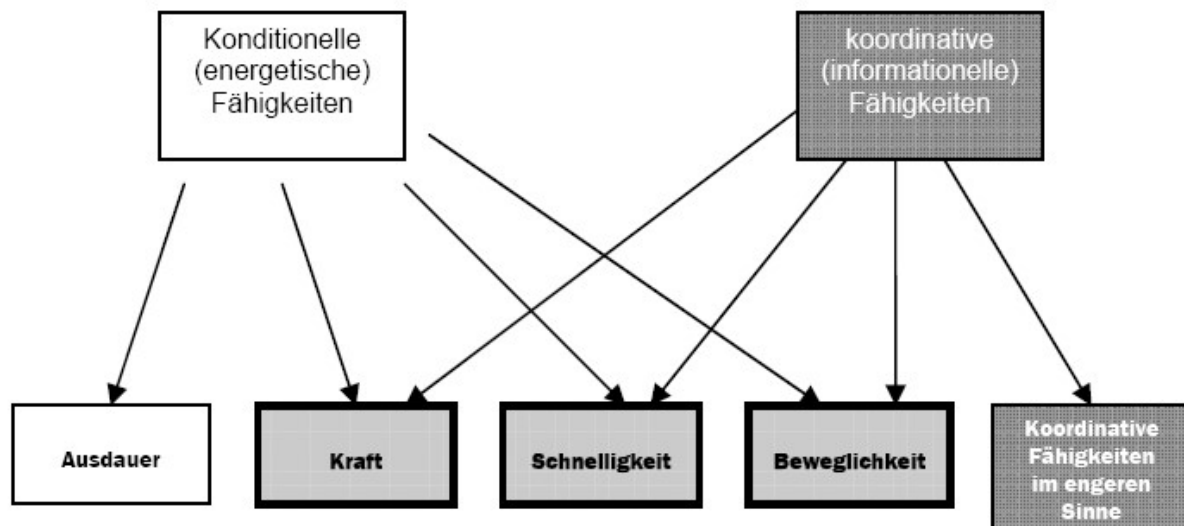 Konditionelle
(energetische)
Fähigkeiten
koordinative
(informationelle)
Fähigkeiten
Ausdauer
Kraft
Schnelligkeit
Beweglichkeit
Koordinative
Fähigkeiten
im engeren
Sinne